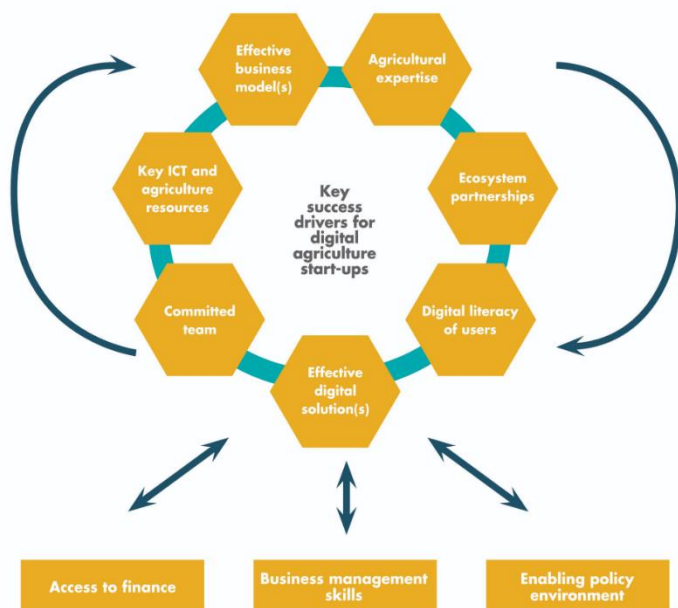 Effective
business
model(s)
Agricultural
expertise
Key ICT and
agriculture
resources
Ecosystem
partnerships
Key
success
drivers for
digital
agriculture
start-ups
Committed
team
Digital literacy
of users
Effective
digital
solution(s)
Access to finance
Business management
skills
Enabling policy
environment